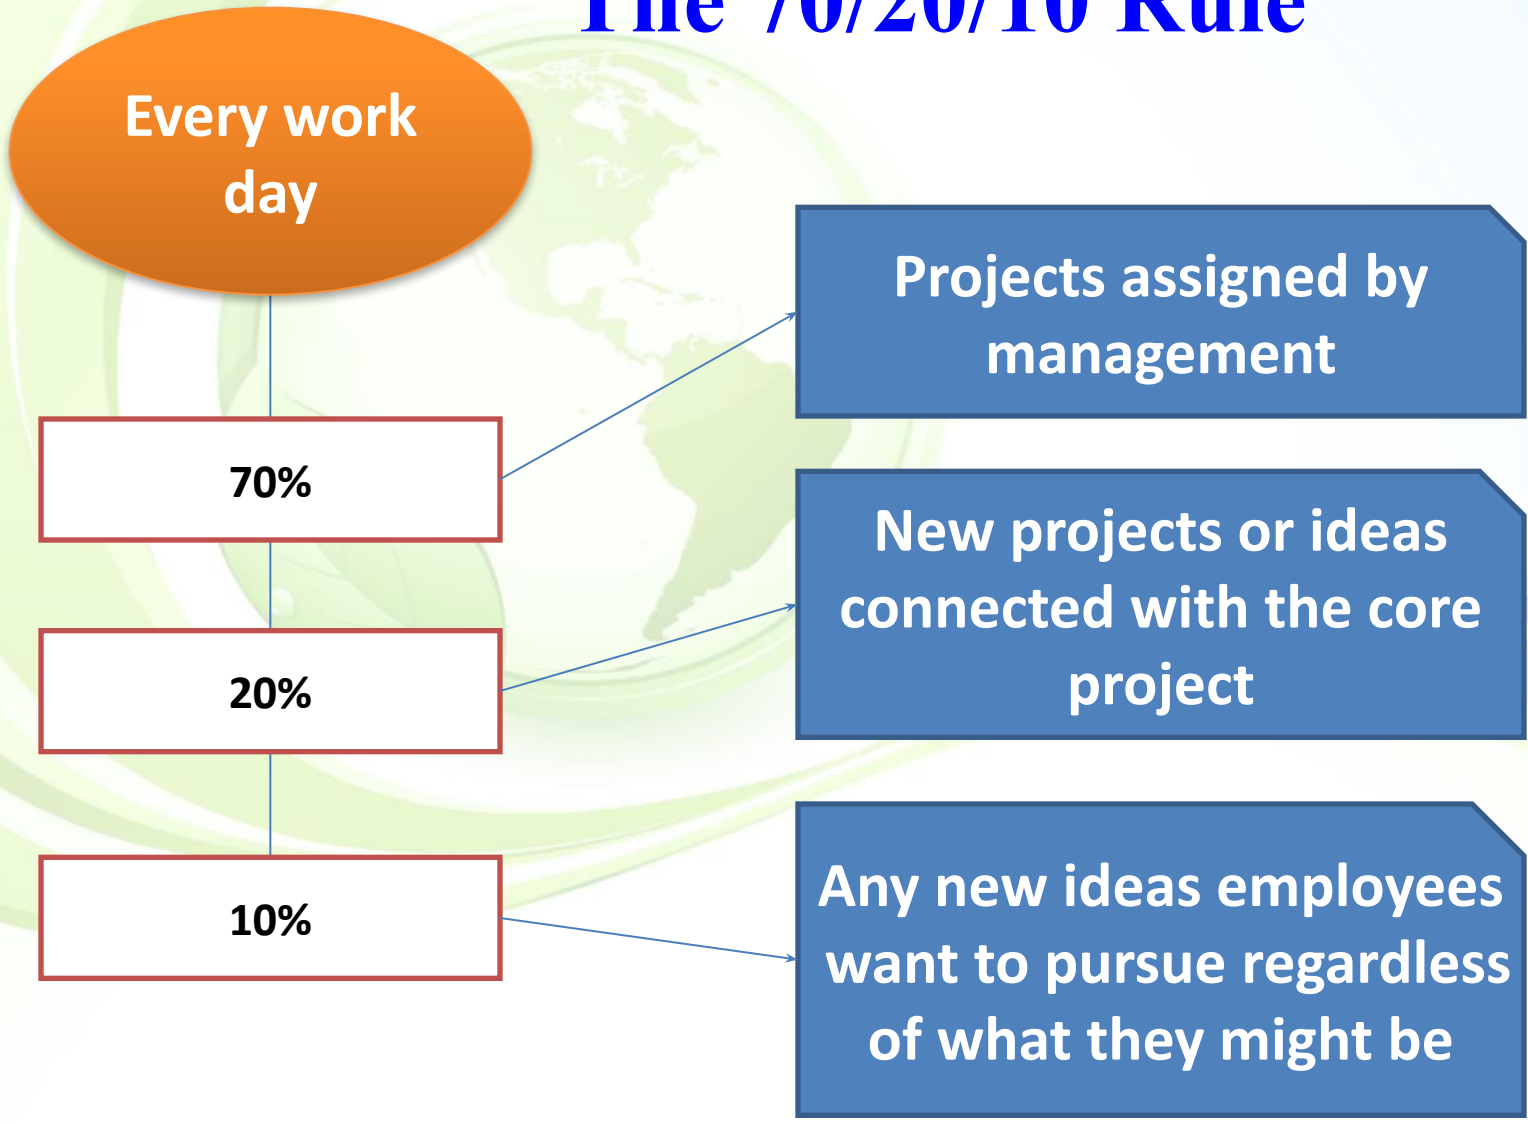 The 70/20/10 Rule
Every work
day
Projects assigned by
management
70%
New projects or ideas
connected with the core
project
20%
Any new ideas employees
want to pursue regardless
of what they might be
10%